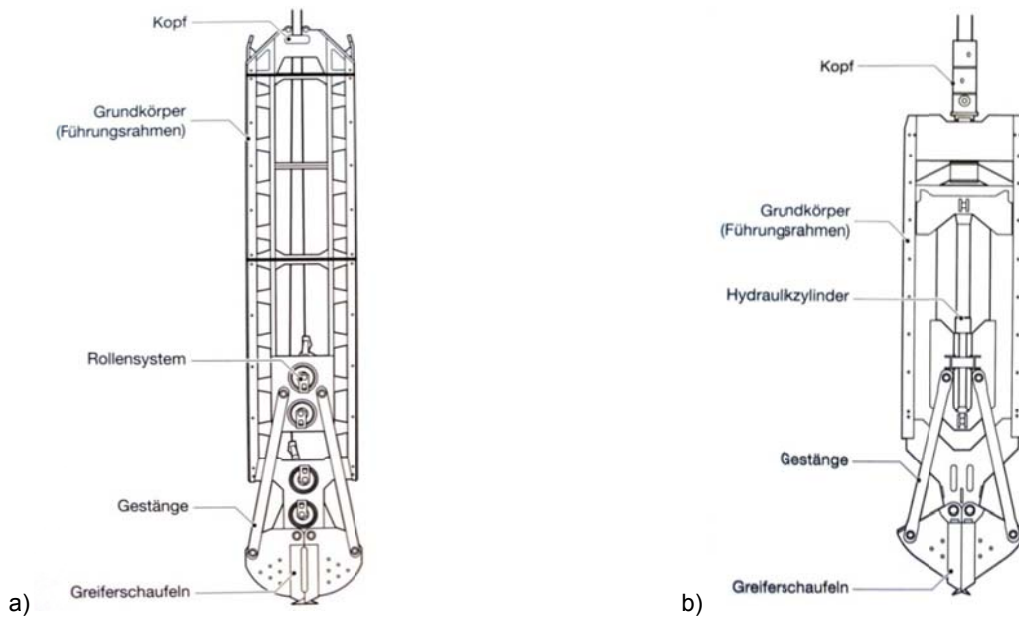 Kopf
Grundkörper
(Führungsrahmen)
Rollensystem
Gestänge
Greiferschaufeln
a)
Kopf
Grundkörper
(Führungsrahmen)
Hydraulkzylinder
Gestänge
Greiferschaufeln
b)